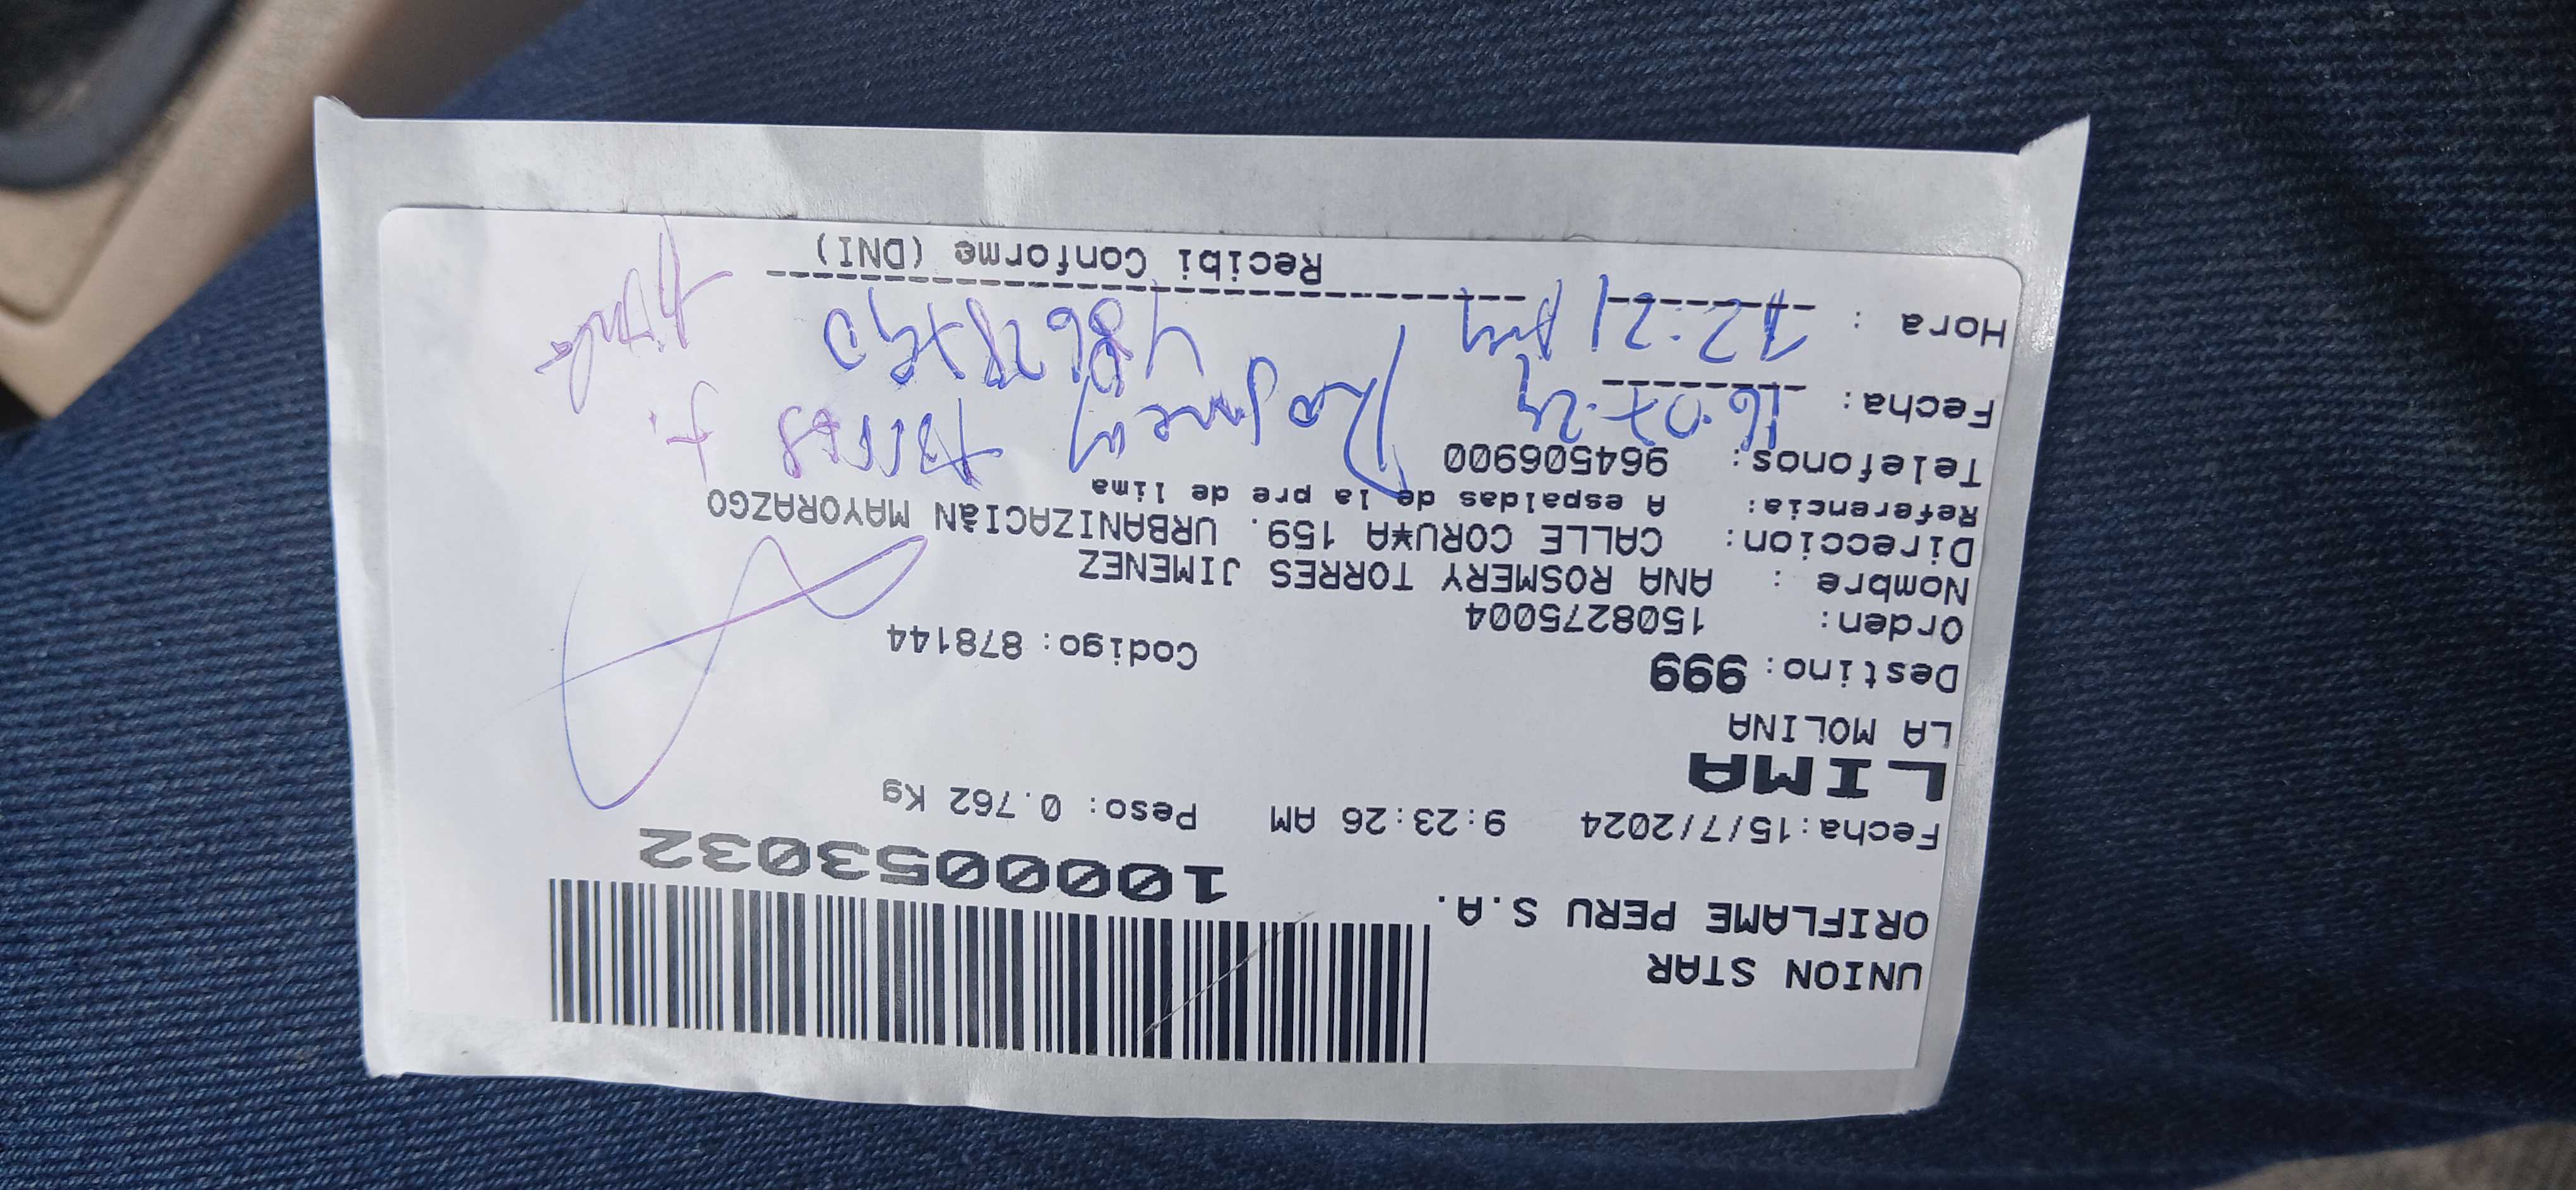 UNION STAR
ORIFLAME PERU S.A.
1000053032
Fecha:15/7/2024 9:23:26 AM Peso: 0.762 Kg
LIMA
LA MOLINA
Destino: 999 Codigo: 878144
Orden: 1508275004
Nombre : ANA ROSMERY TORRES JIMENEZ
Direccion: CALLE CORU¥A 159. URBANIZACIàN MAYORAZGO
Referencia: A espaldas de la pre de lima
Telefonos: 964506900
Rosmery torres J.
Fecha: 16.07.24
Hora : 12:21 pm
Firma
Recibi Conforme (DNI)